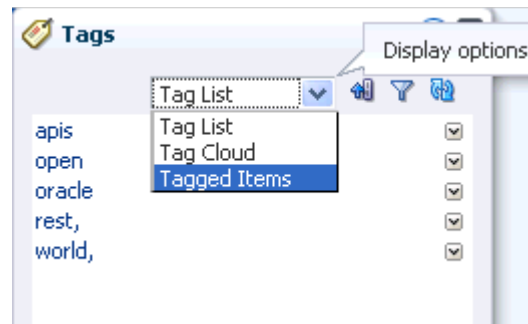 Tags
Display options
Tag List
Tag List
Tag Cloud
Tagged Items
apis
open
oracle
rest,
world,